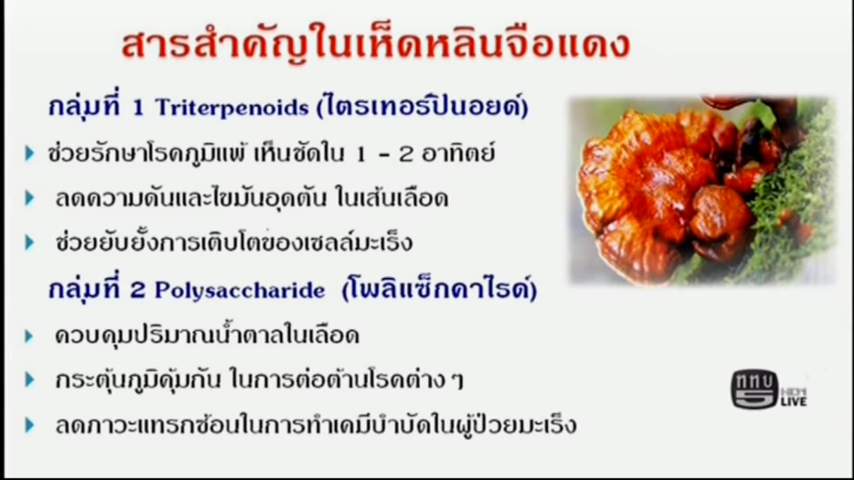 สารสำคัญในเห็ดหลินจือแดง
กลุ่มที่ 1 Triterpenoids (ไตรเทอร์ปีนอยด์)
ช่วยรักษาโรคภูมิแพ้ เห็นชัดใน 1 - 2 อาทิตย์
ลดความดันและไขมันอุดตัน ในเส้นเลือด
ช่วยยับยั้งการเติบโตของเซลล์มะเร็ง
กลุ่มที่ 2 Polysaccharide (โพลิแซ็กคาไรด์)
ควบคุมปริมาณน้ำตาลในเลือด
กระตุ้นภูมิคุ้มกัน ในการต่อต้านโรคต่าง ๆ
ลดภาวะแทรกซ้อนในการทำเคมีบำบัดในผู้ป่วยมะเร็ง
ททบ
5
LIVE